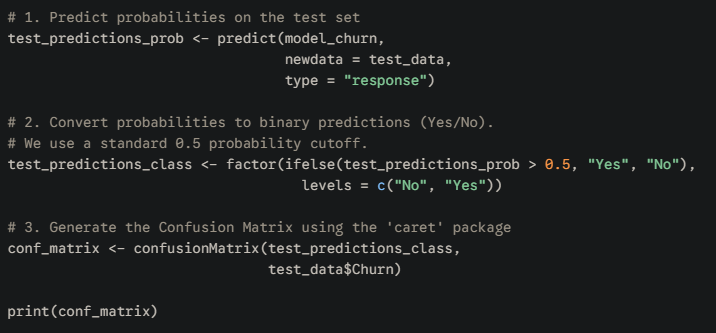 # 1. Predict probabilities on the test set
test_predictions_prob <- predict(model_churn,
                                 newdata = test_data,
                                 type = "response")

# 2. Convert probabilities to binary predictions (Yes/No).
# We use a standard 0.5 probability cutoff.
test_predictions_class <- factor(ifelse(test_predictions_prob > 0.5, "Yes", "No"),
                                   levels = c("No", "Yes"))

# 3. Generate the Confusion Matrix using the 'caret' package
conf_matrix <- confusionMatrix(test_predictions_class,
                               test_data$Churn)

print(conf_matrix)